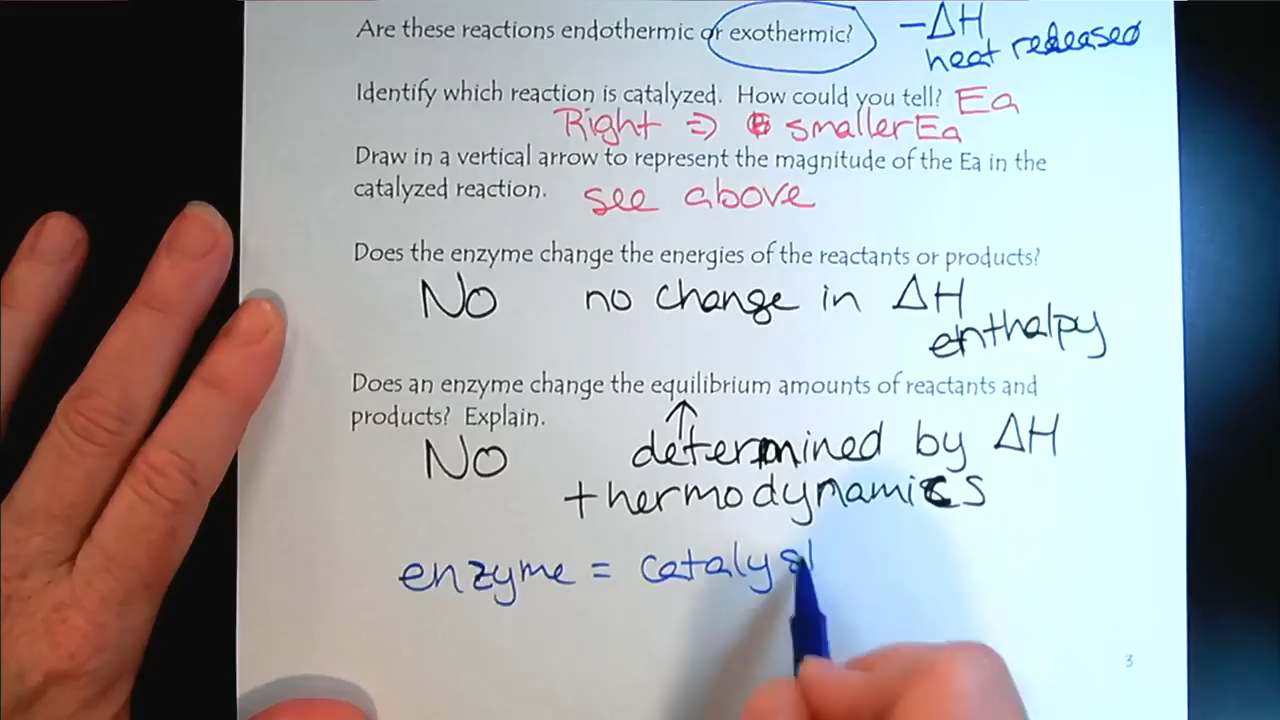 Are these reactions endothermic or exothermic? -ΔH
heat released
Identify which reaction is catalyzed. How could you tell? Ea
Right => smaller Ea
Draw in a vertical arrow to represent the magnitude of the Ea in the
catalyzed reaction. see above
Does the enzyme change the energies of the reactants or products?
No no change in ΔH
enthalpy
Does an enzyme change the equilibrium amounts of reactants and
products? Explain.
No determined by ΔH
thermodynamics
enzyme = catalyst
3